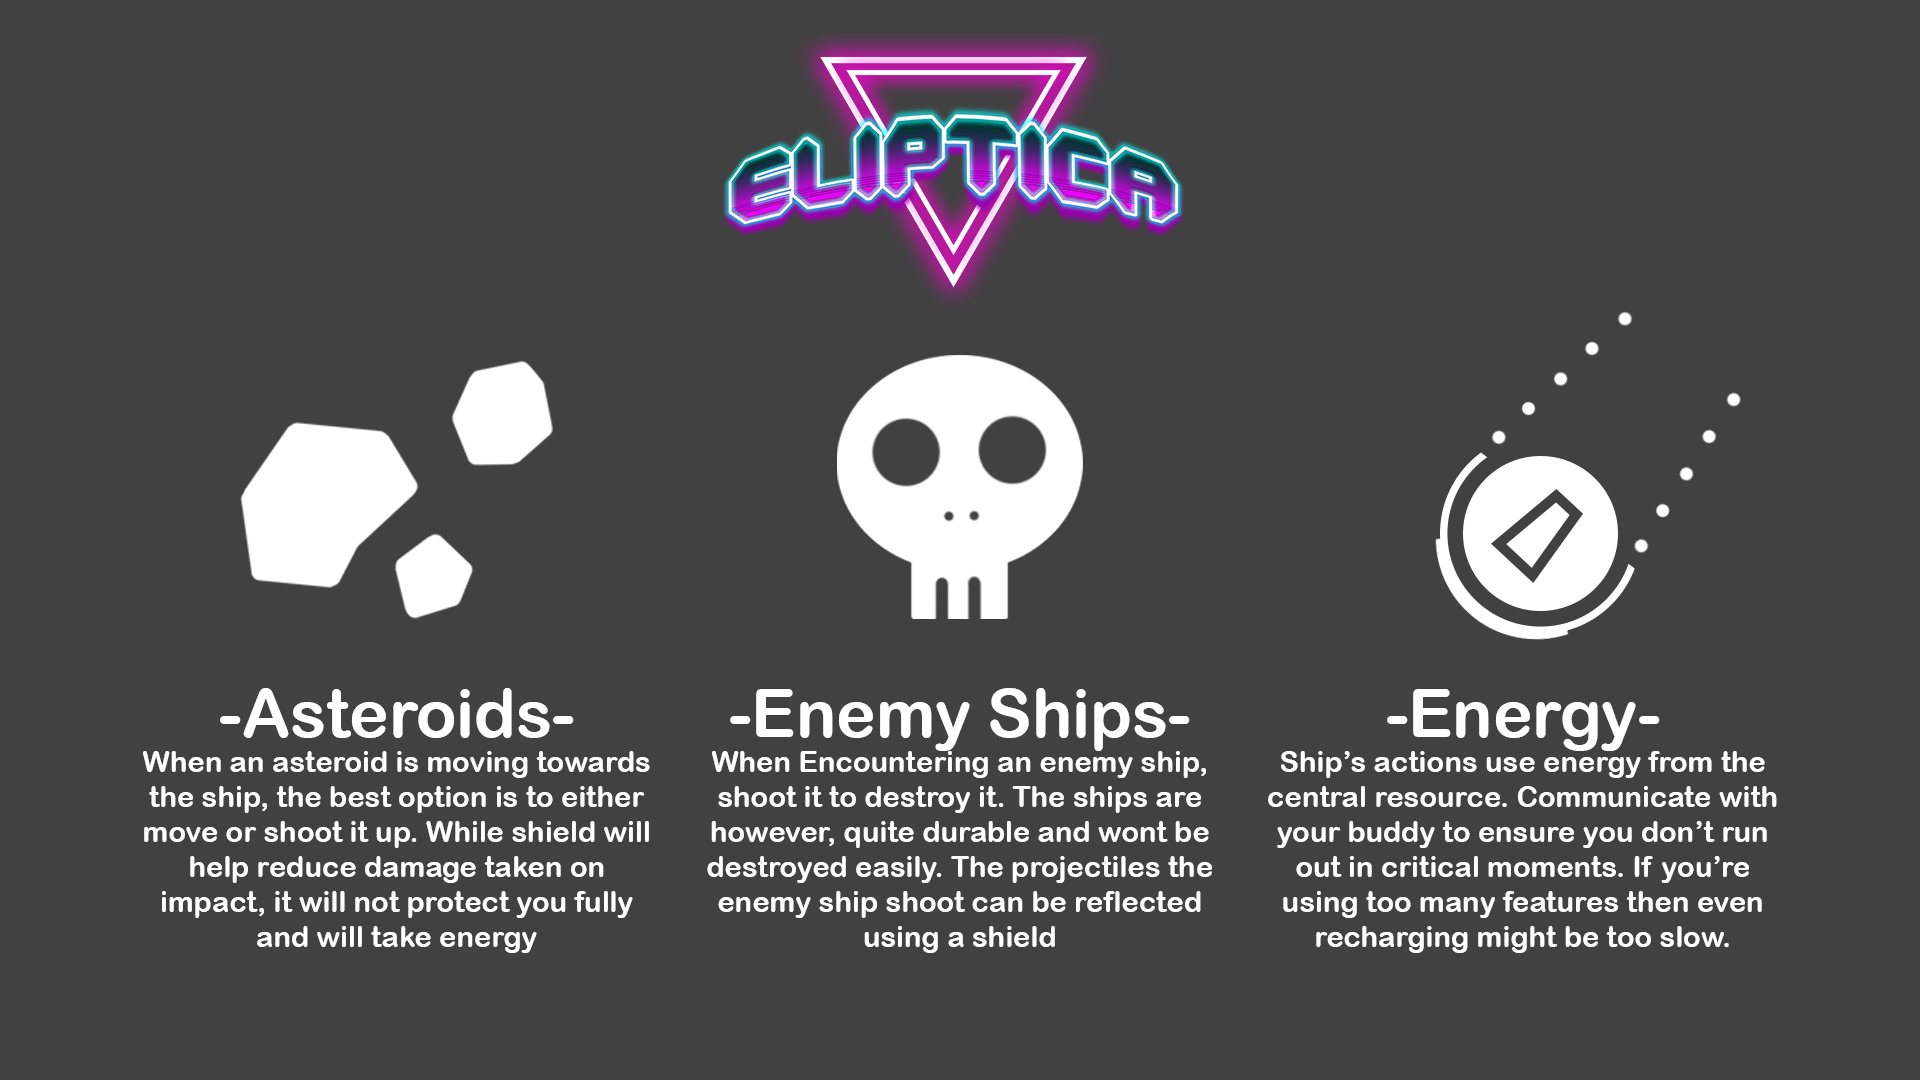 ELIPTICA
-Asteroids-
When an asteroid is moving towards
the ship, the best option is to either
move or shoot it up. While shield will
help reduce damage taken on
impact, it will not protect you fully
and will take energy
-Enemy Ships-
When Encountering an enemy ship,
shoot it to destroy it. The ships are
however, quite durable and wont be
destroyed easily. The projectiles the
enemy ship shoot can be reflected
using a shield
-Energy-
Ship’s actions use energy from the
central resource. Communicate with
your buddy to ensure you don’t run
out in critical moments. If you’re
using too many features then even
recharging might be too slow.